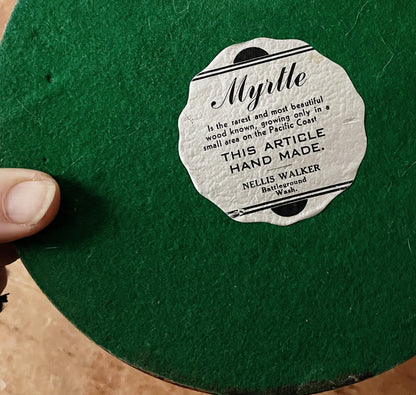 Myrtle
Is the rarest and most beautiful
wood known, growing only in a
small area on the Pacific Coast
THIS ARTICLE
HAND MADE.
NELLIS WALKER
Battleground
Wash.